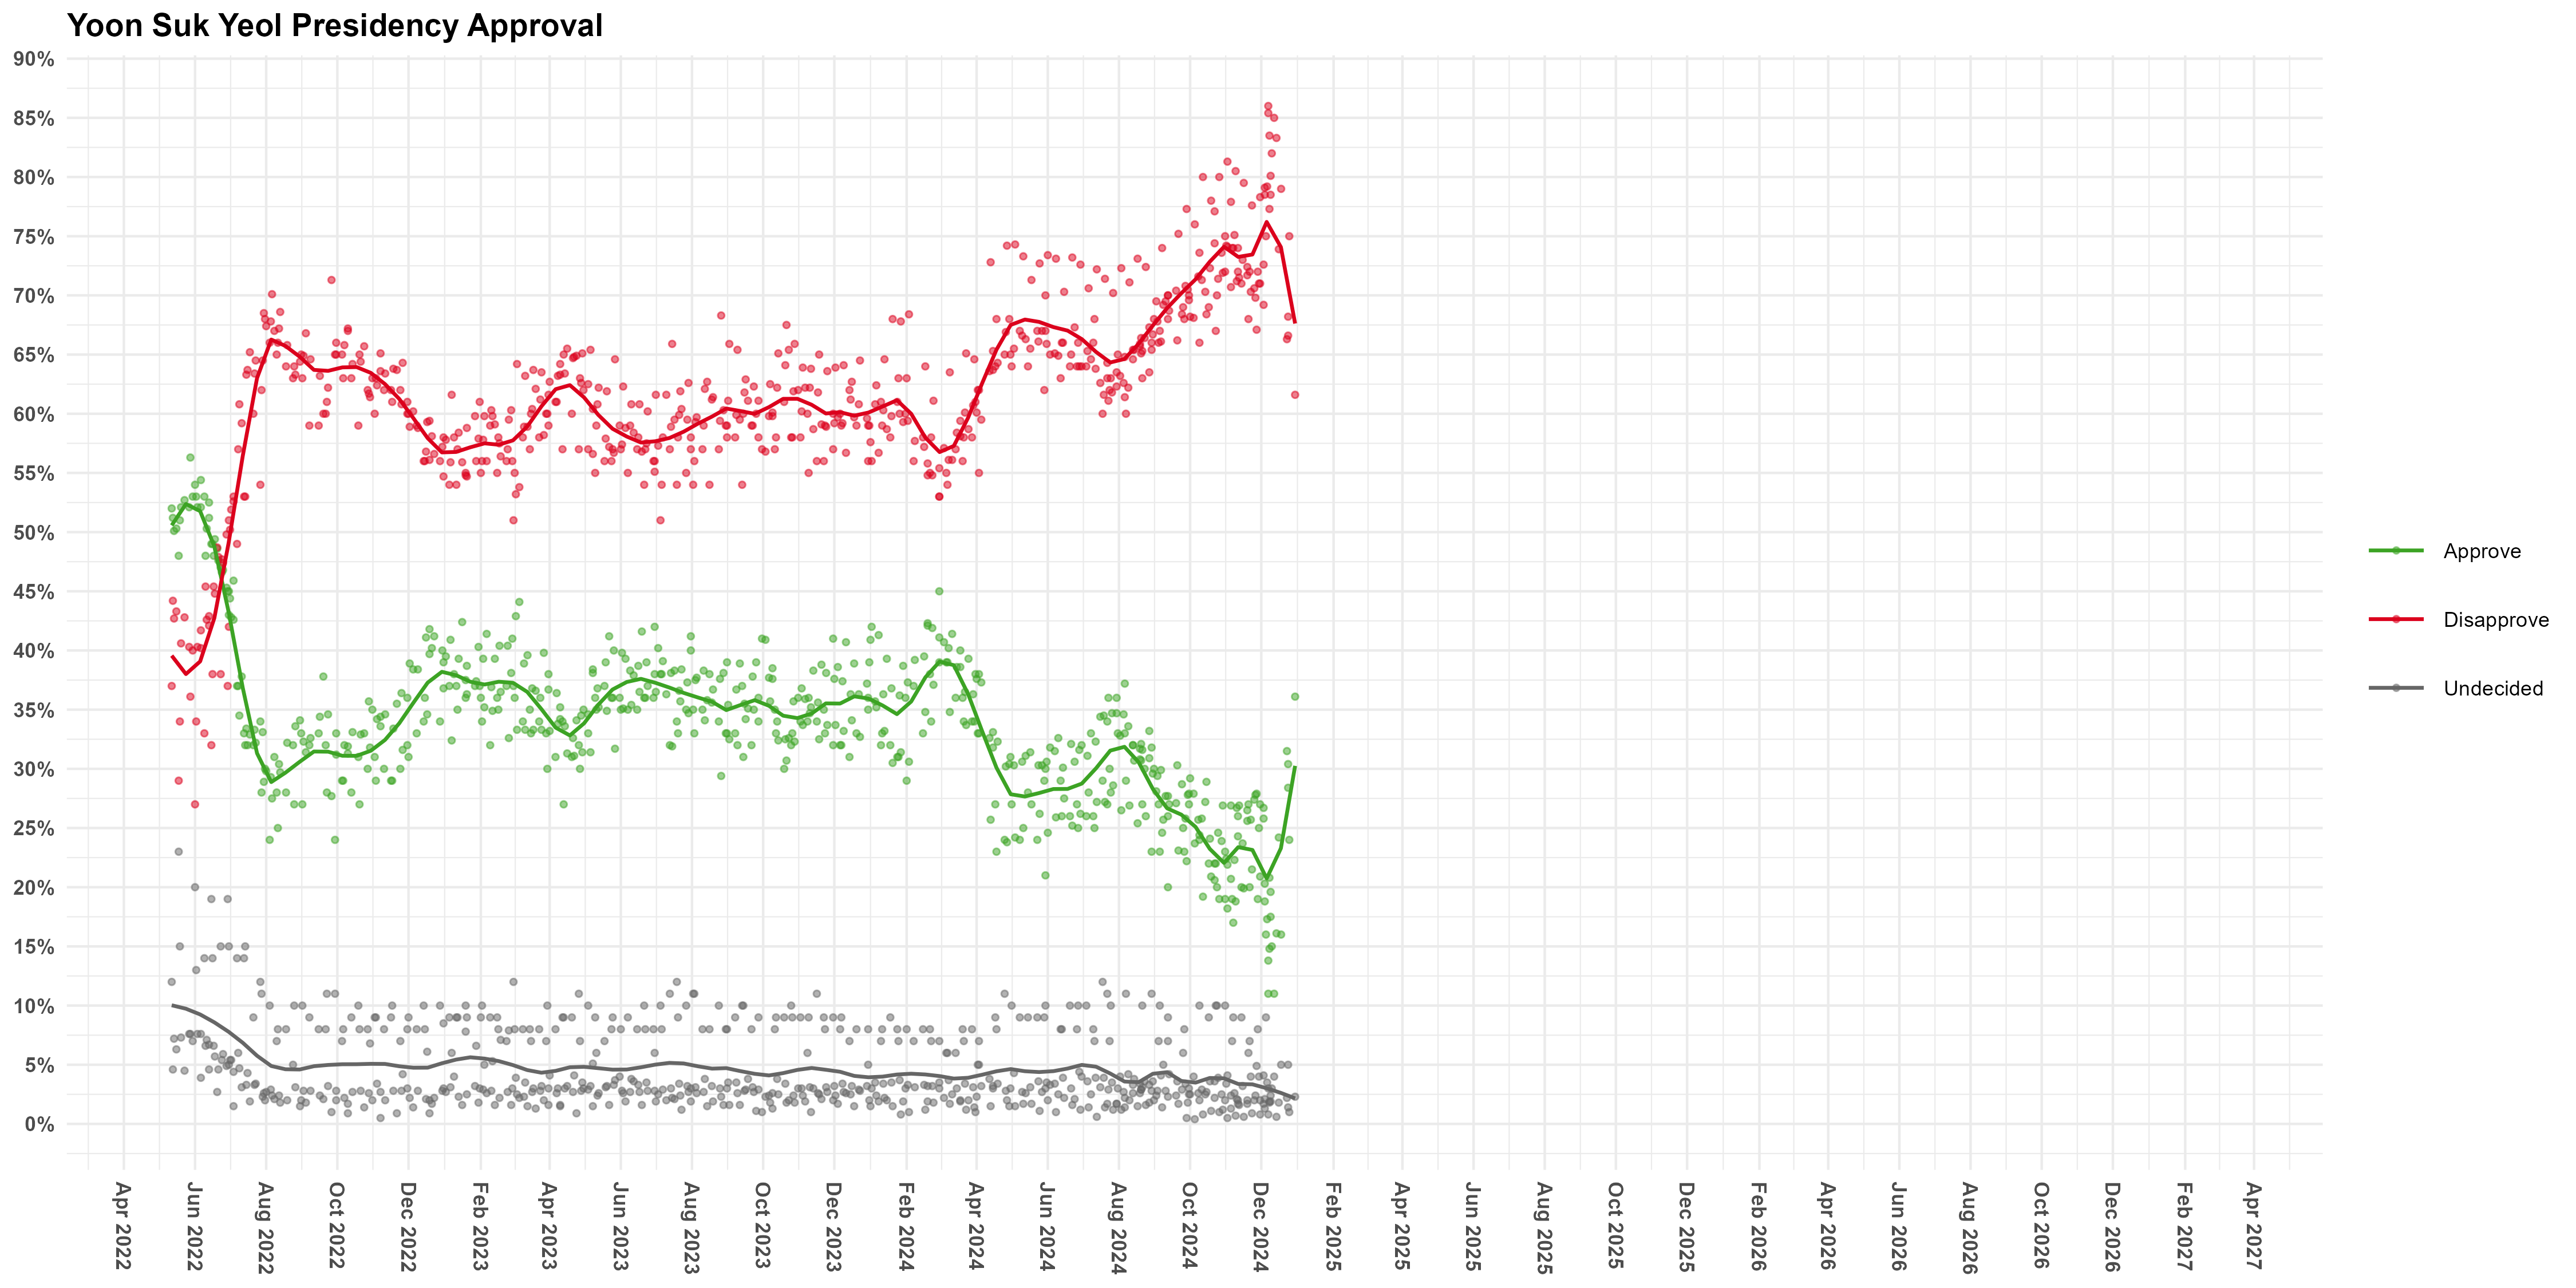 Yoon Suk Yeol Presidency Approval
90%
85%
80%
75%
70%
65%
60%
55%
50%
45%
40%
35%
30%
25%
20%
15%
10%
5%
0%
Apr 2022
Jun 2022
Aug 2022
Oct 2022
Dec 2022
Feb 2023
Apr 2023
Jun 2023
Aug 2023
Oct 2023
Dec 2023
Feb 2024
Apr 2024
Jun 2024
Aug 2024
Oct 2024
Dec 2024
Feb 2025
Apr 2025
Jun 2025
Aug 2025
Oct 2025
Dec 2025
Feb 2026
Apr 2026
Jun 2026
Aug 2026
Oct 2026
Dec 2026
Feb 2027
Apr 2027
Approve
Disapprove
Undecided